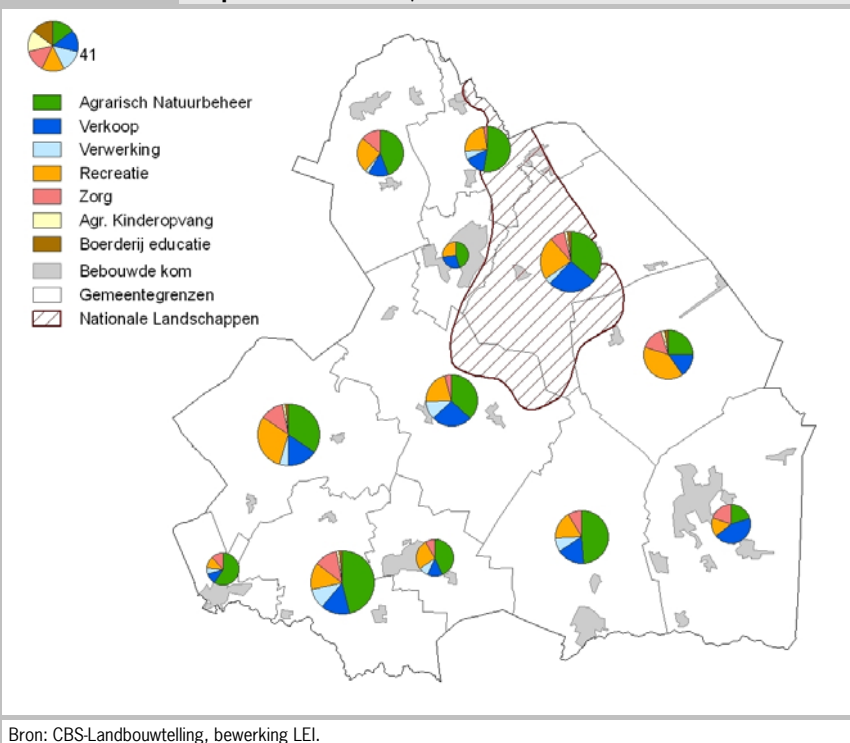 41
Agrarisch Natuurbeheer
Verkoop
Verwerking
Recreatie
Zorg
Agr. Kinderopvang
Boerderij educatie
Bebouwde kom
Gemeentegrenzen
Nationale Landschappen
Bron: CBS-Landbouwtelling, bewerking LEI.